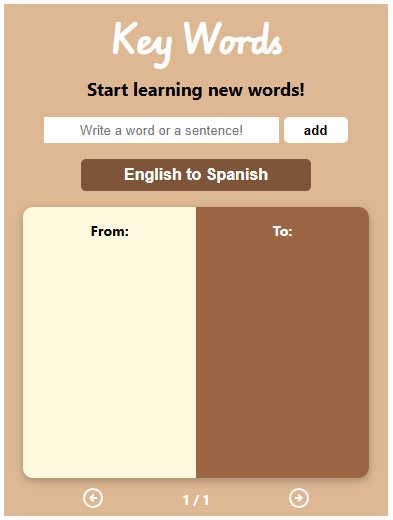 Key Words
Start learning new words!
Write a word or a sentence! add
English to Spanish
From: To:
1 / 1